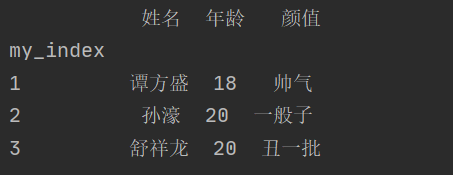 姓名 年龄 颜值
my_index
1 谭方盛 18 帅气
2 孙濠 20 一般子
3 舒祥龙 20 丑一批